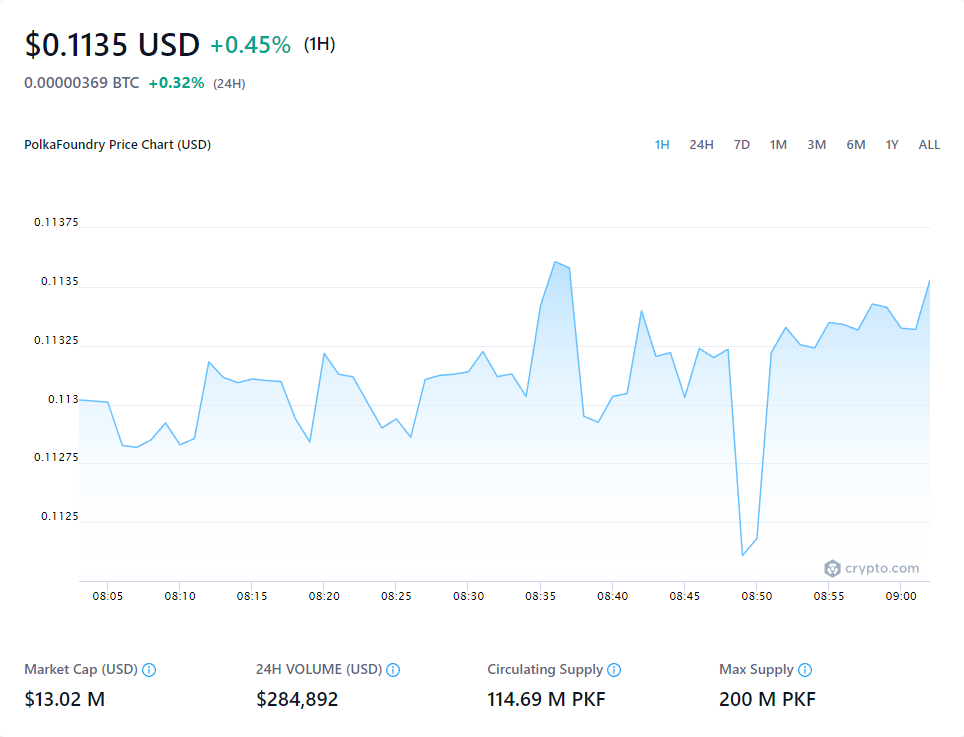 $0.1135 USD +0.45% (1H)
0.00000369 BTC +0.32% (24H)
PolkaFoundry Price Chart (USD) 1H 24H 7D 1M 3M 6M 1Y ALL
0.11375
0.1135
0.11325
0.113
0.11275
0.1125
crypto.com
08:05 08:10 08:15 08:20 08:25 08:30 08:35 08:40 08:45 08:50 08:55 09:00
Market Cap (USD) 24H VOLUME (USD) Circulating Supply Max Supply
$13.02 M $284,892 114.69 M PKF 200 M PKF